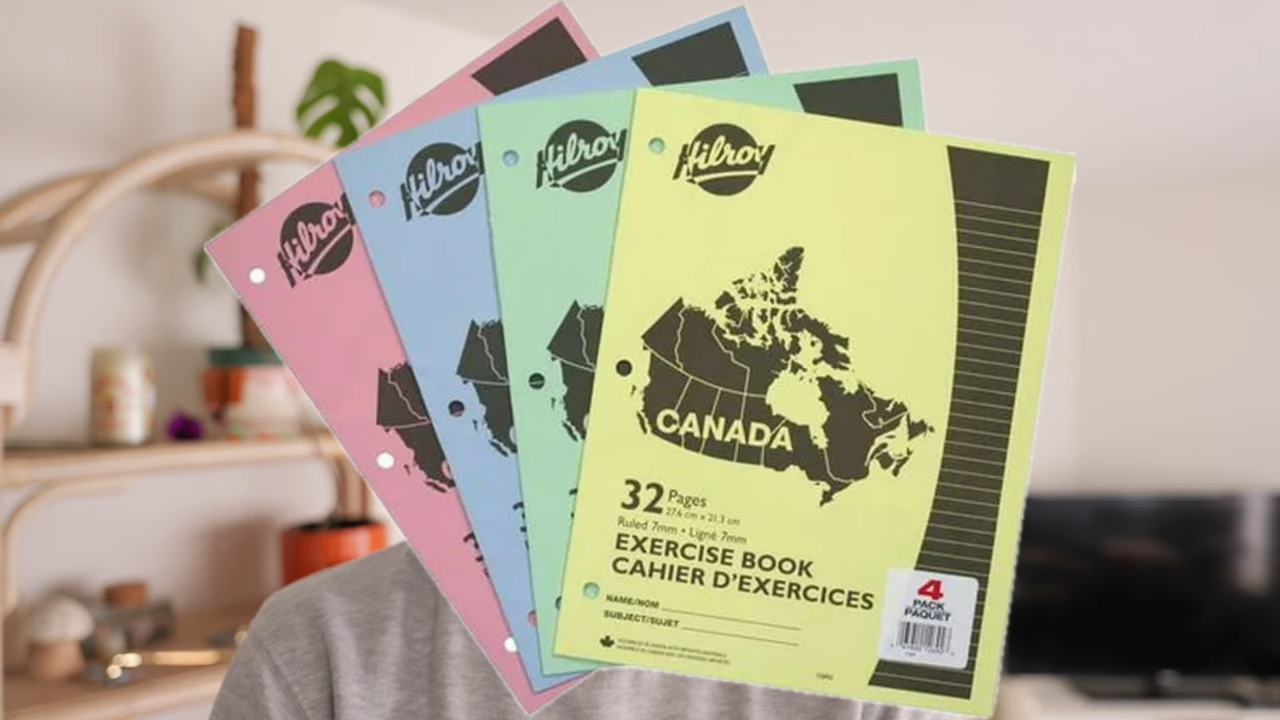 Hilroy
Hilroy
Hilroy
Hilroy
CANADA
32 Pages
27.6 cm x 21.3 cm
Ruled 7mm • Ligné 7mm
EXERCISE BOOK
CAHIER D'EXERCICES
NAME/NOM
SUBJECT/SUJET
4
PACK
PAQUET